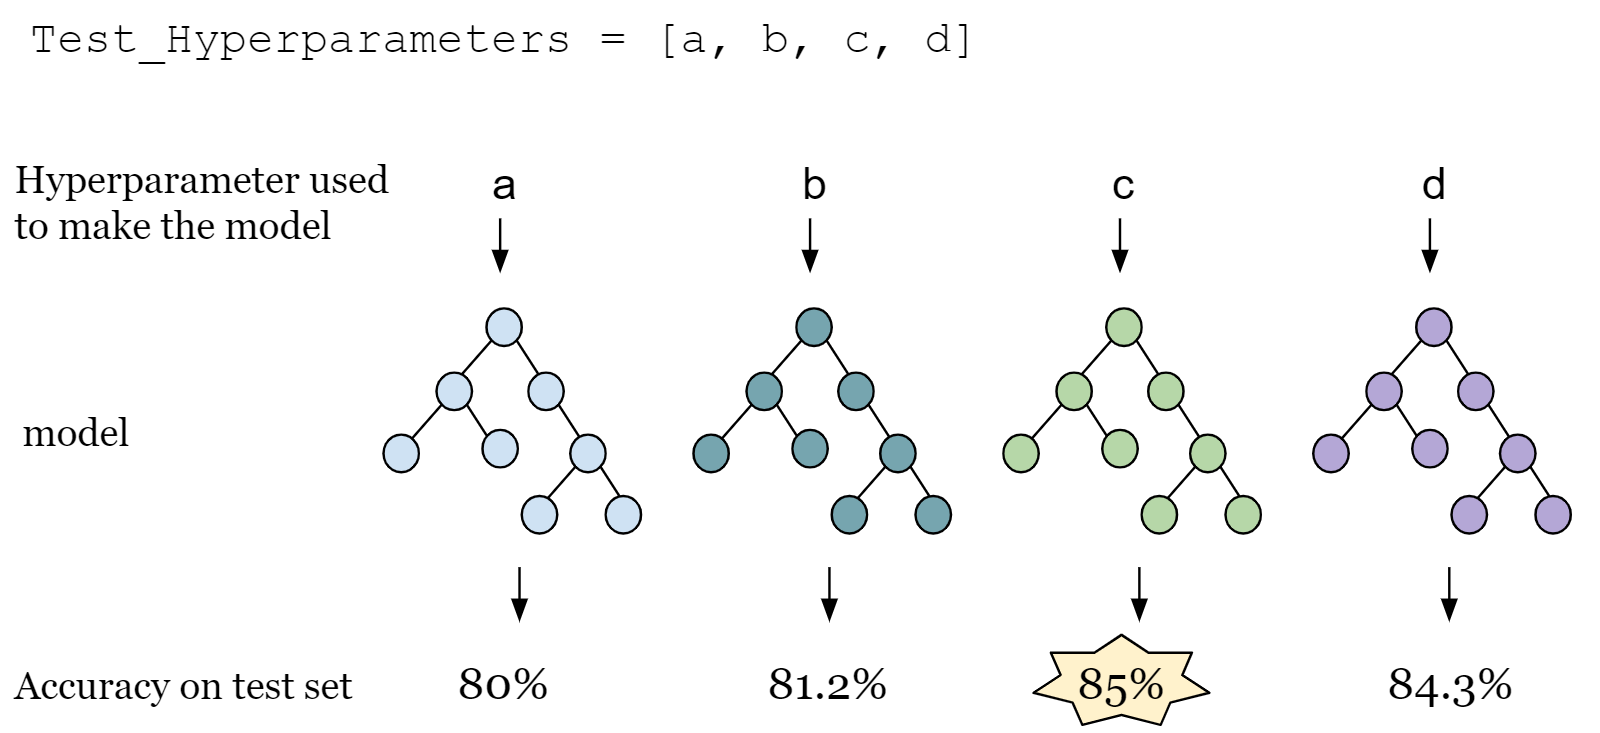 Test_Hyperparameters = [a, b, c, d]
Hyperparameter used
to make the model
a b c d
model
Accuracy on test set 80% 81.2% 85% 84.3%